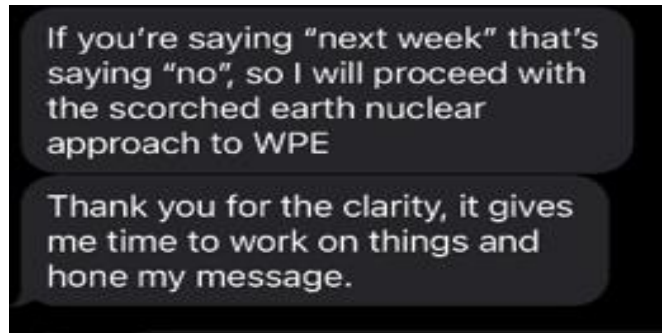 If you're saying “next week” that's
saying “no”, so I will proceed with
the scorched earth nuclear
approach to WPE
Thank you for the clarity, it gives
me time to work on things and
hone my message.